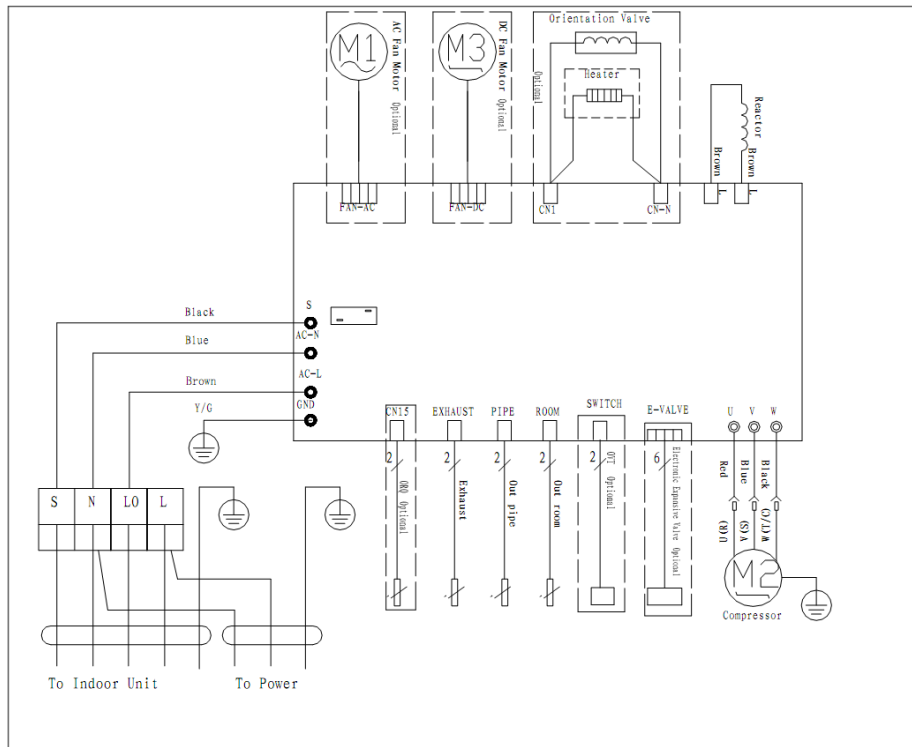 Orientation Valve
M1
AC Fan Motor
Optional
M3
DC Fan Motor
Optional
Optional
Heater
Reactor
Brown
Brown
L
L
FAN-AC
FAN-DC
CN1
CN-N
S
Black
AC-N
Blue
AC-L
Brown
GND
Y/G
CN15
EXHAUST
PIPE
ROOM
SWITCH
E-VALVE
U
V
W
2
2
2
2
2
6
ORQ Optional
Exhaust
Out pipe
Out room
OVT Optional
Electronic Expansive Valve Optional
Red
Blue
Black
U(R)
V(S)
W(T/C)
S
N
LO
L
M2
Compressor
To Indoor Unit
To Power